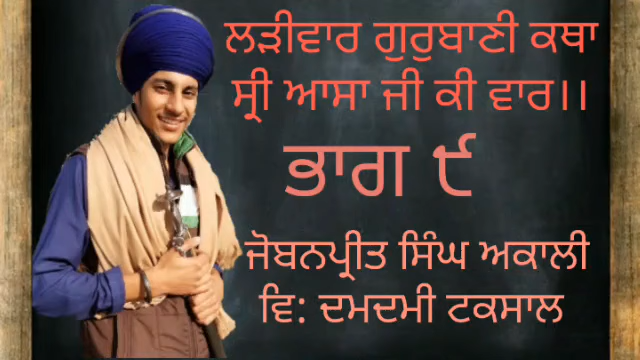 ਲੜੀਵਾਰ ਗੁਰਬਾਣੀ ਕਥਾ
ਸ੍ਰੀ ਆਸਾ ਜੀ ਕੀ ਵਾਰ।।
ਭਾਗ ੯
ਜੋਬਨਪ੍ਰੀਤ ਸਿੰਘ ਅਕਾਲੀ
ਵਿ: ਦਮਦਮੀ ਟਕਸਾਲ